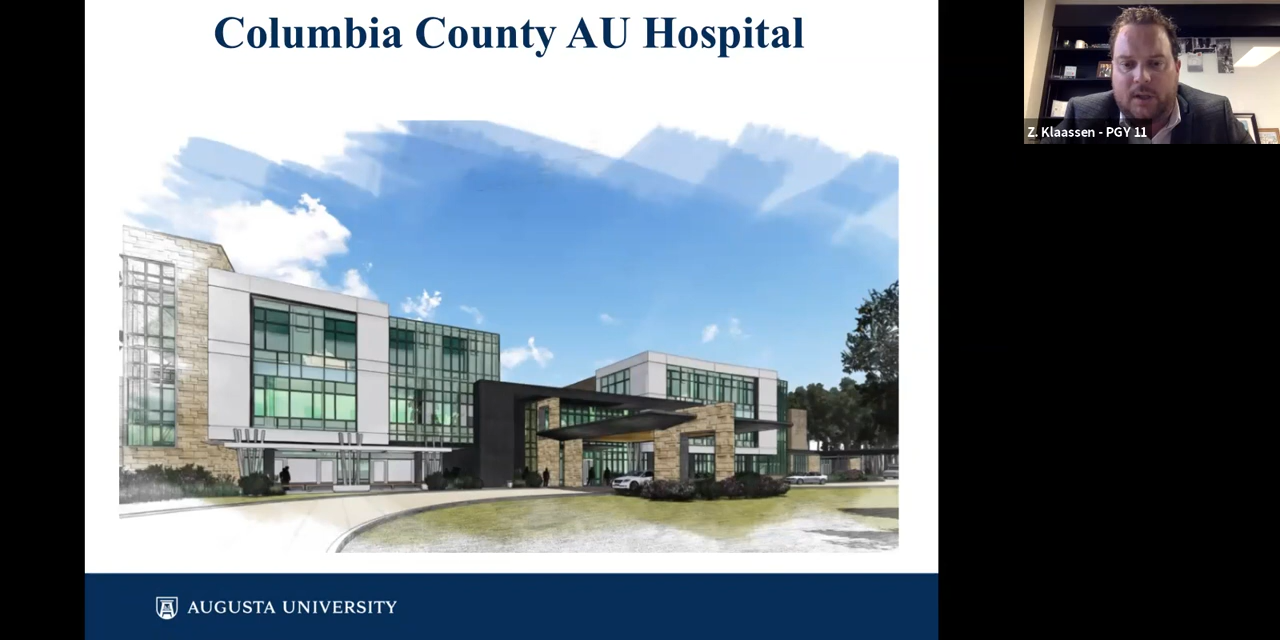 Columbia County AU Hospital
Z. Klaassen - PGY 11
AUGUSTA UNIVERSITY